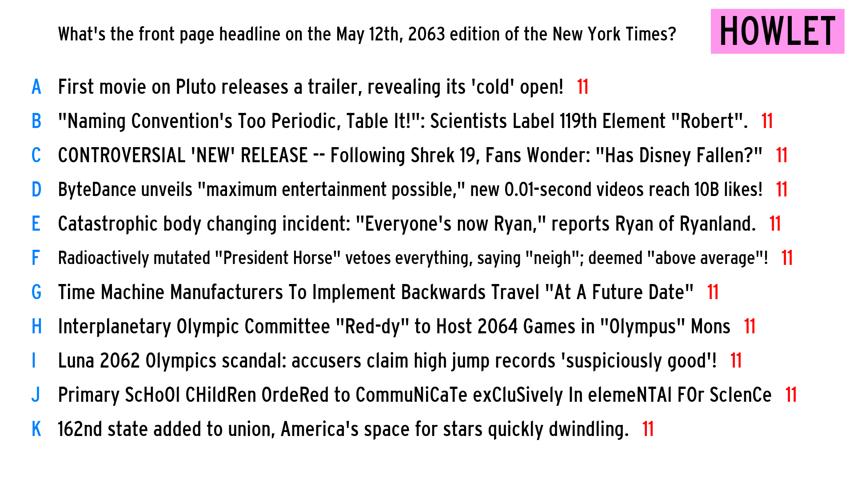 What's the front page headline on the May 12th, 2063 edition of the New York Times?
HOWLET
A First movie on Pluto releases a trailer, revealing its 'cold' open! 11
B "Naming Convention's Too Periodic, Table It!": Scientists Label 119th Element "Robert". 11
C CONTROVERSIAL 'NEW' RELEASE -- Following Shrek 19, Fans Wonder: "Has Disney Fallen?" 11
D ByteDance unveils "maximum entertainment possible," new 0.01-second videos reach 10B likes! 11
E Catastrophic body changing incident: "Everyone's now Ryan," reports Ryan of Ryanland. 11
F Radioactively mutated "President Horse" vetoes everything, saying "neigh"; deemed "above average"! 11
G Time Machine Manufacturers To Implement Backwards Travel "At A Future Date" 11
H Interplanetary Olympic Committee "Red-dy" to Host 2064 Games in "Olympus" Mons 11
I Luna 2062 Olympics scandal: accusers claim high jump records 'suspiciously good'! 11
J Primary ScHoOl CHildRen OrdeRed to CommuNiCaTe exCluSively In elemeNTAl FOr ScIenCe 11
K 162nd state added to union, America's space for stars quickly dwindling. 11